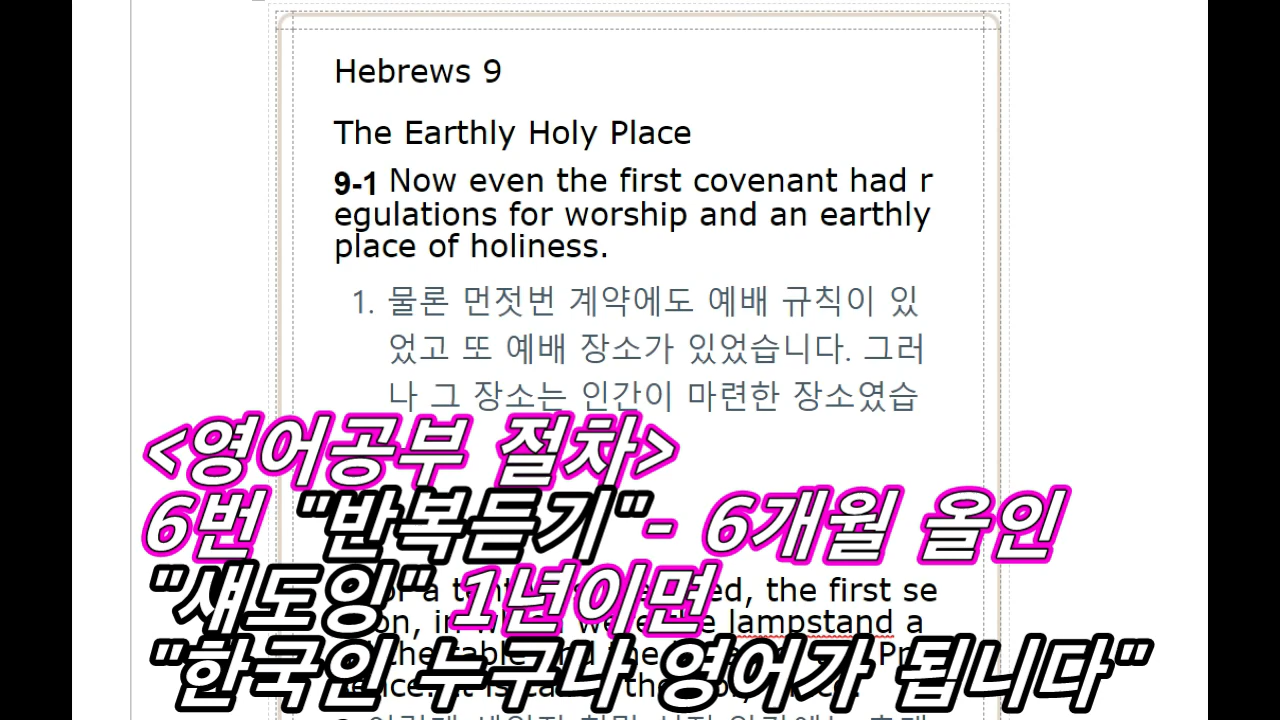 Hebrews 9
The Earthly Holy Place
9-1 Now even the first covenant had r
egulations for worship and an earthly
place of holiness.
1. 물론 먼젓번 계약에도 예배 규칙이 있
었고 또 예배 장소가 있었습니다. 그러
나 그 장소는 인간이 마련한 장소였습
<영어공부 절차>
6번 "반복듣기"- 6개월 올인
"섀도잉" 1년이면
"한국인 누구나 영어가 됩니다"
a the first se
lampstand a